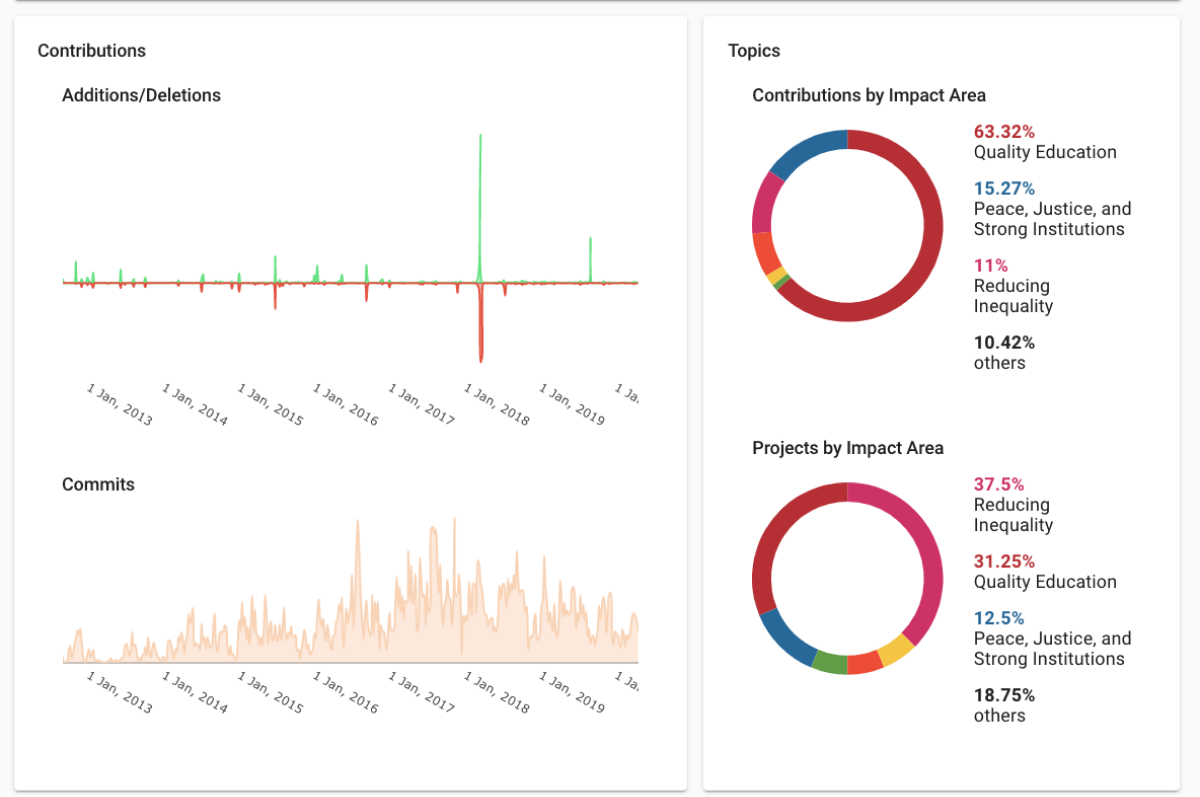 Contributions
Additions/Deletions
1 Jan, 2013
1 Jan, 2014
1 Jan, 2015
1 Jan, 2016
1 Jan, 2017
1 Jan, 2018
1 Jan, 2019
1 Ja.
Commits
1 Jan, 2013
1 Jan, 2014
1 Jan, 2015
1 Jan, 2016
1 Jan, 2017
1 Jan, 2018
1 Jan, 2019
1 Ja.
Topics
Contributions by Impact Area
63.32%
Quality Education
15.27%
Peace, Justice, and
Strong Institutions
11%
Reducing
Inequality
10.42%
others
Projects by Impact Area
37.5%
Reducing
Inequality
31.25%
Quality Education
12.5%
Peace, Justice, and
Strong Institutions
18.75%
others